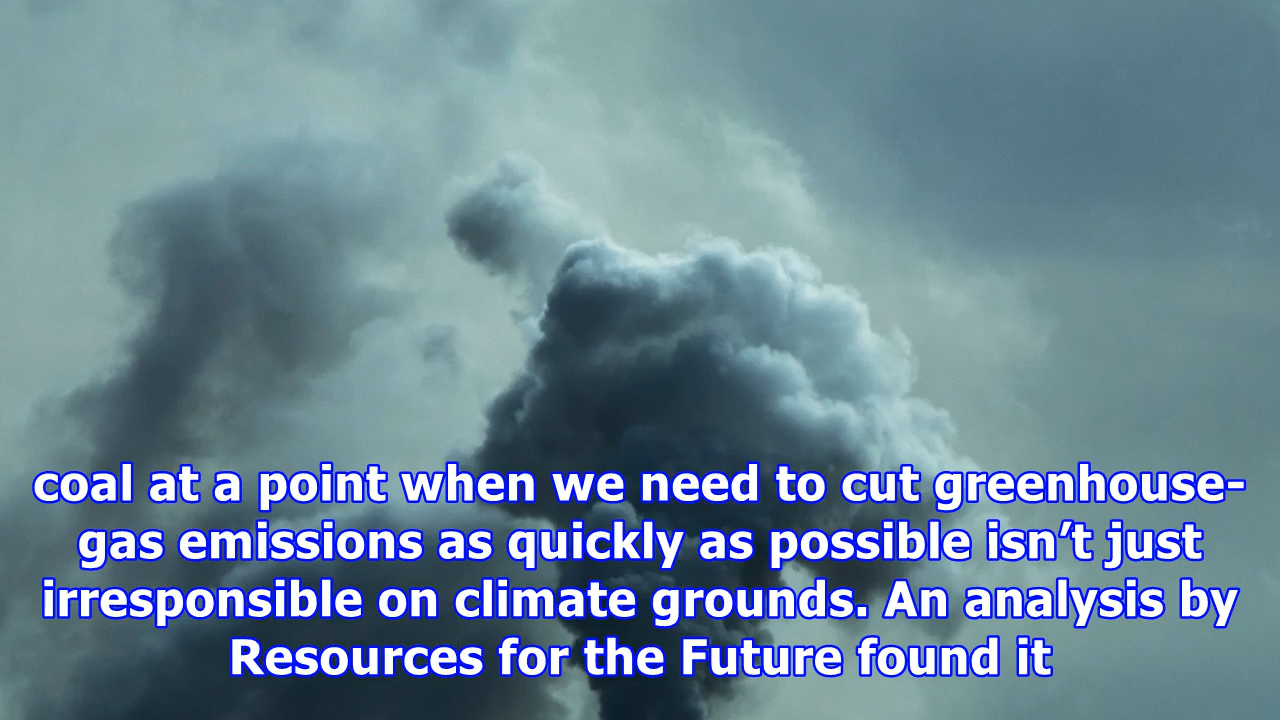 coal at a point when we need to cut greenhouse-
gas emissions as quickly as possible isn’t just
irresponsible on climate grounds. An analysis by
Resources for the Future found it